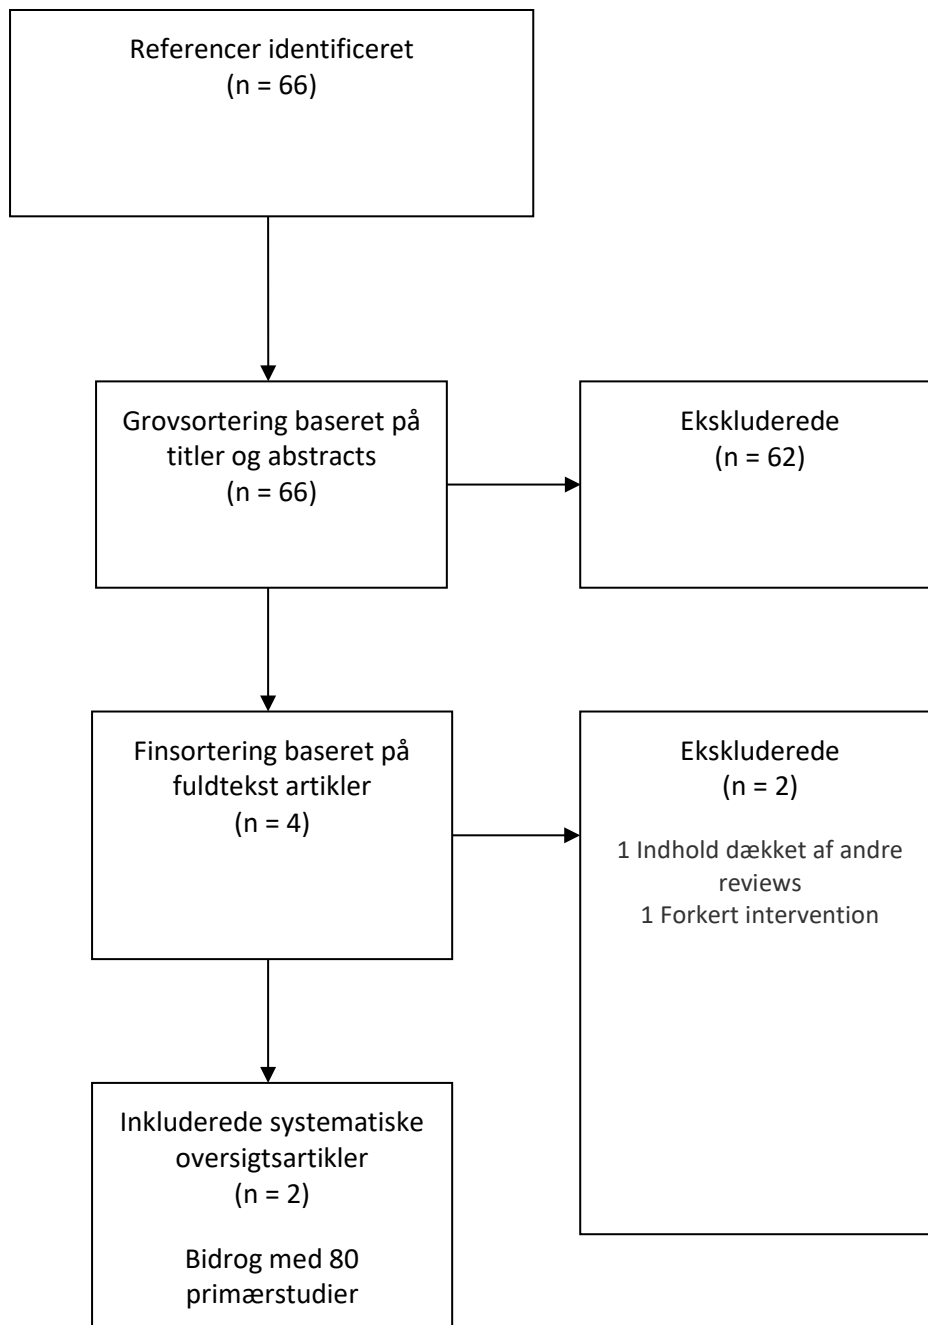 Referencer identificeret
(n = 66)
Grovsortering baseret på
titler og abstracts
(n = 66)
Ekskluderede
(n = 62)
Finsortering baseret på
fuldtekst artikler
(n = 4)
Ekskluderede
(n = 2)
1 Indhold dækket af andre
reviews
1 Forkert intervention
Inkluderede systematiske
oversigtsartikler
(n = 2)
Bidrog med 80
primærstudier